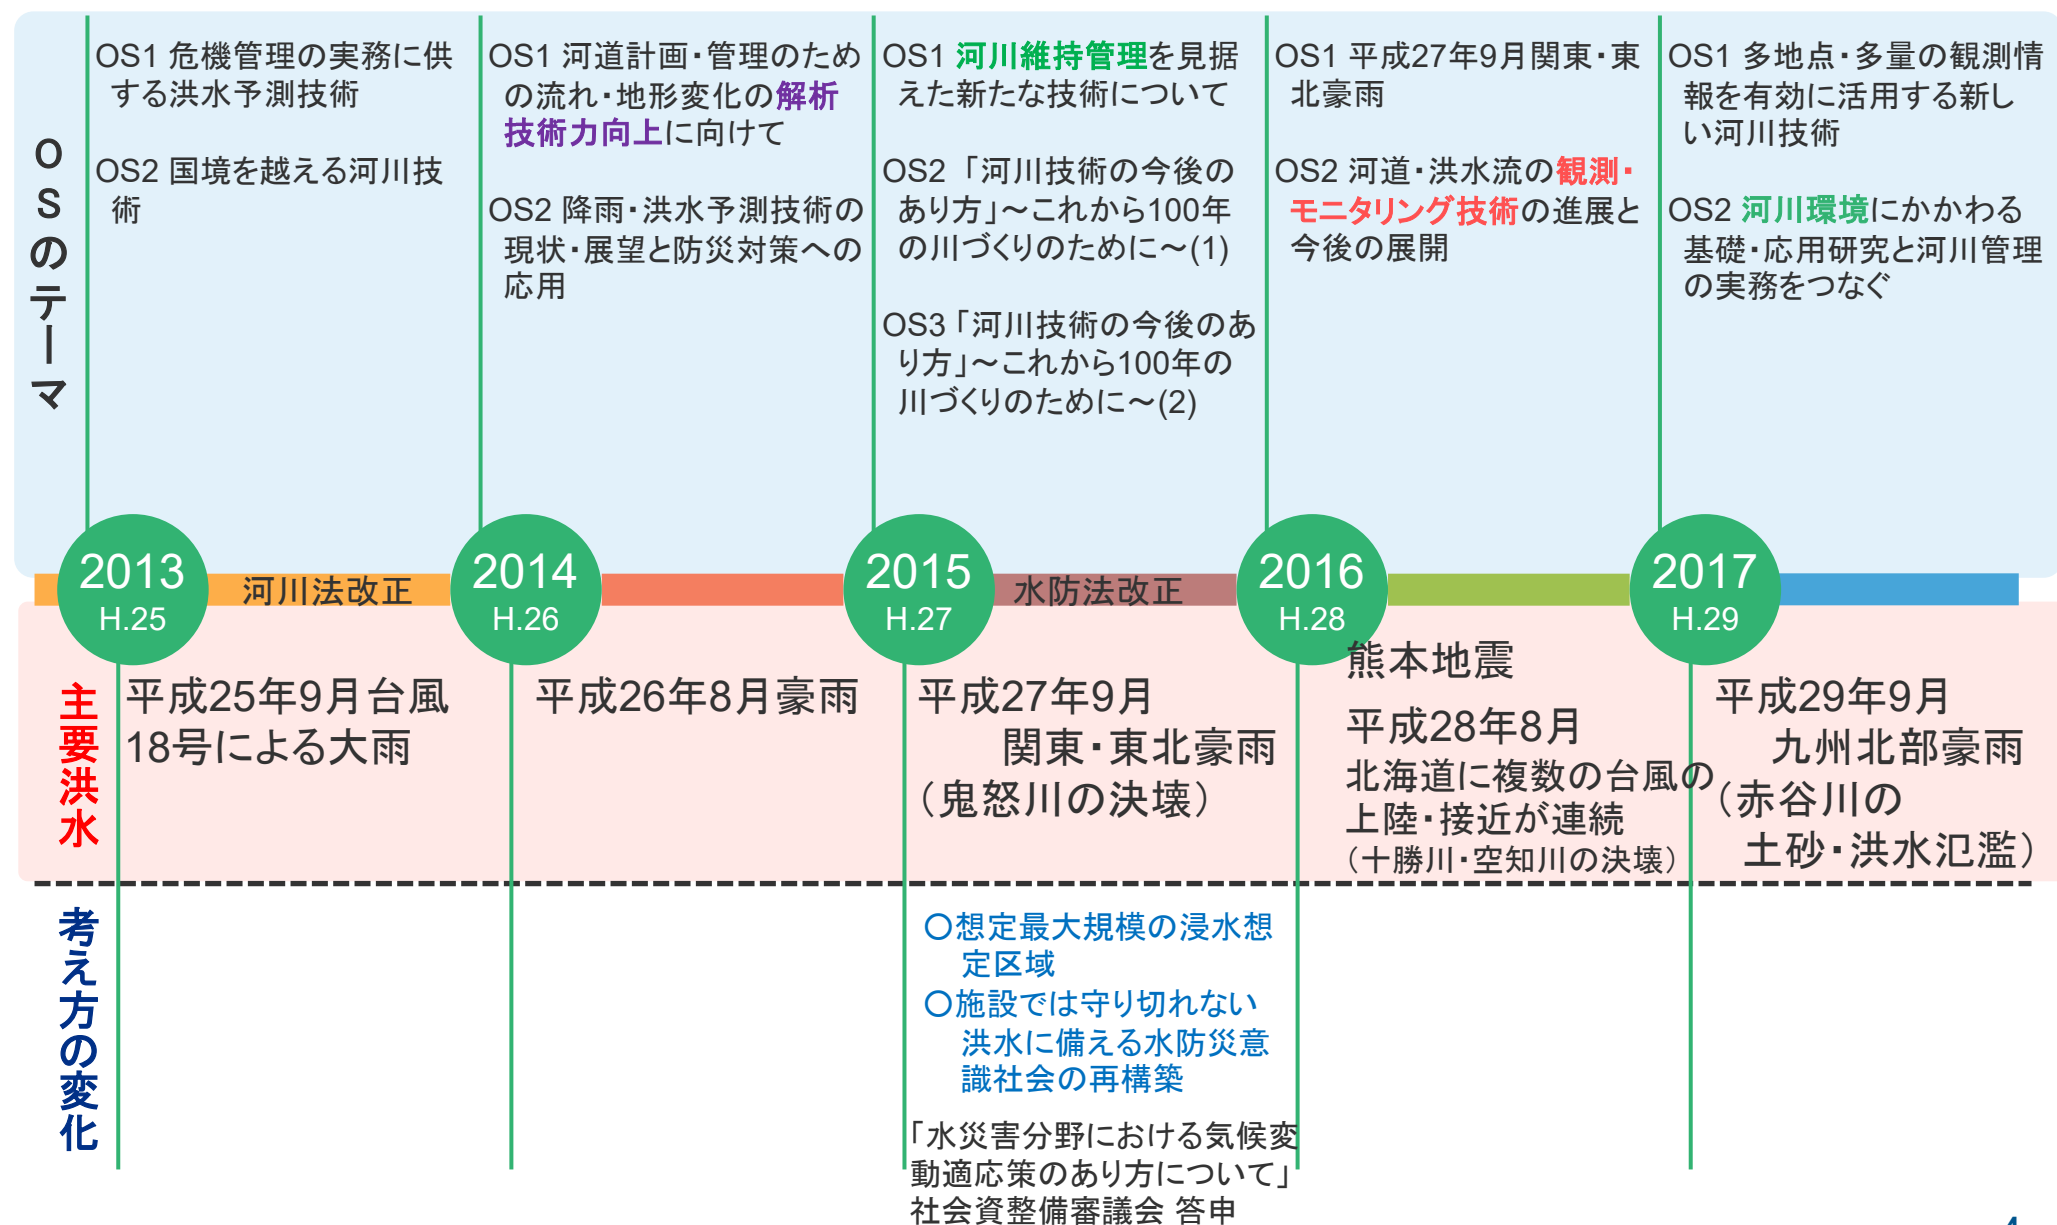 OSのテーマ
OS1 危機管理の実務に供
する洪水予測技術
OS2 国境を越える河川技
術
OS1 河道計画・管理のため
の流れ・地形変化の解析
技術力向上に向けて
OS2 降雨・洪水予測技術の
現状・展望と防災対策への
応用
OS1 河川維持管理を見据
えた新たな技術について
OS2 「河川技術の今後の
あり方」～これから100年
の川づくりのために～(1)
OS3 「河川技術の今後のあ
り方」～これから100年の
川づくりのために～(2)
OS1 平成27年9月関東・東
北豪雨
OS2 河道・洪水流の観測・
モニタリング技術の進展と
今後の展開
OS1 多地点・多量の観測情
報を有効に活用する新し
い河川技術
OS2 河川環境にかかわる
基礎・応用研究と河川管理
の実務をつなぐ
2013
H.25
河川法改正
2014
H.26
2015
H.27
水防法改正
2016
H.28
2017
H.29
主要洪水
平成25年9月台風
18号による大雨
平成26年8月豪雨
平成27年9月
関東・東北豪雨
（鬼怒川の決壊）
熊本地震
平成28年8月
北海道に複数の台風の
上陸・接近が連続
（十勝川・空知川の決壊）
平成29年9月
九州北部豪雨
（赤谷川の
土砂・洪水氾濫）
考え方の変化
○想定最大規模の浸水想
定区域
○施設では守り切れない
洪水に備える水防災意
識社会の再構築
「水災害分野における気候変
動適応策のあり方について」
社会資整備審議会 答申